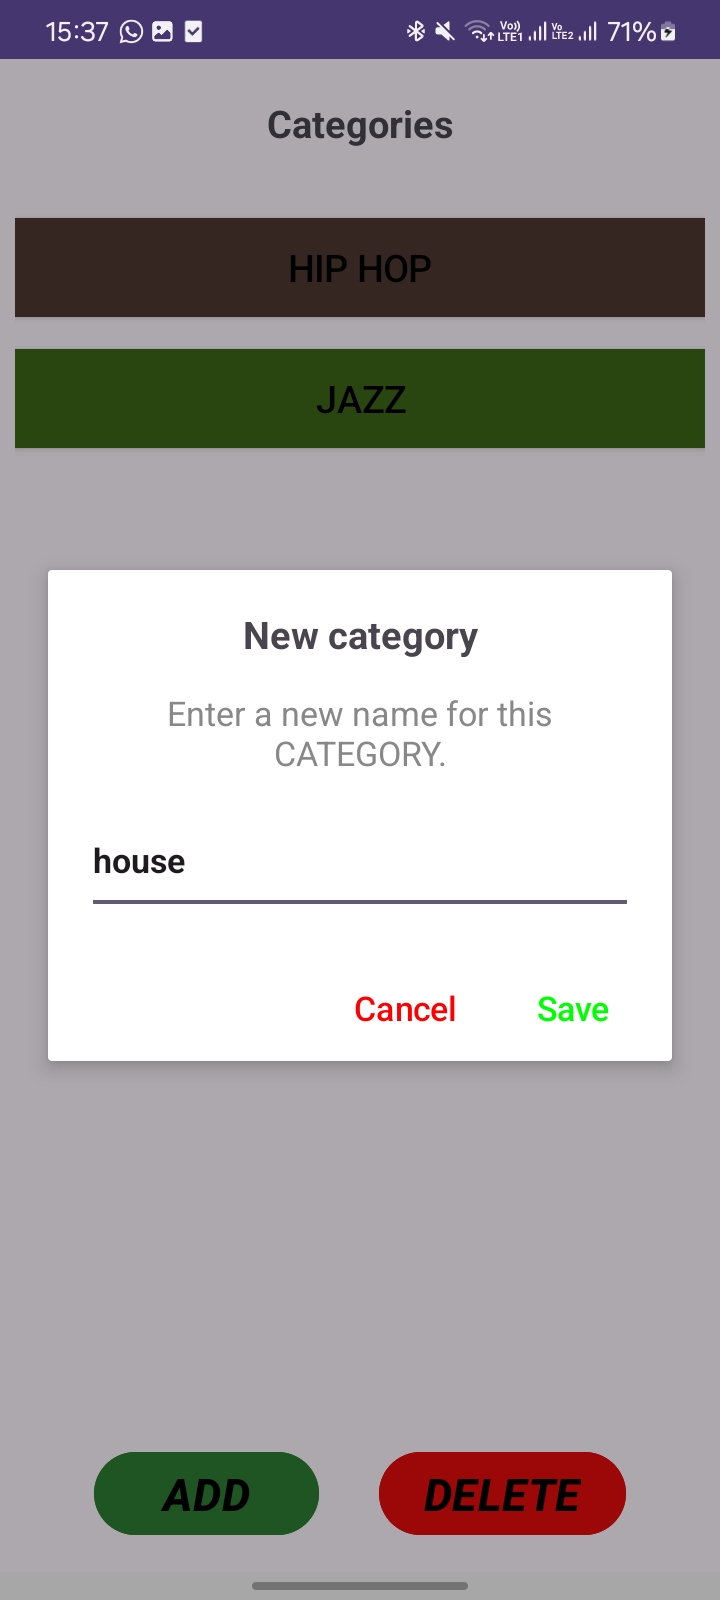 15:37 Vo)) LTE1 Vo LTE2 71%
Categories
HIP HOP
JAZZ
New category
Enter a new name for this
CATEGORY.
house
Cancel Save
ADD DELETE